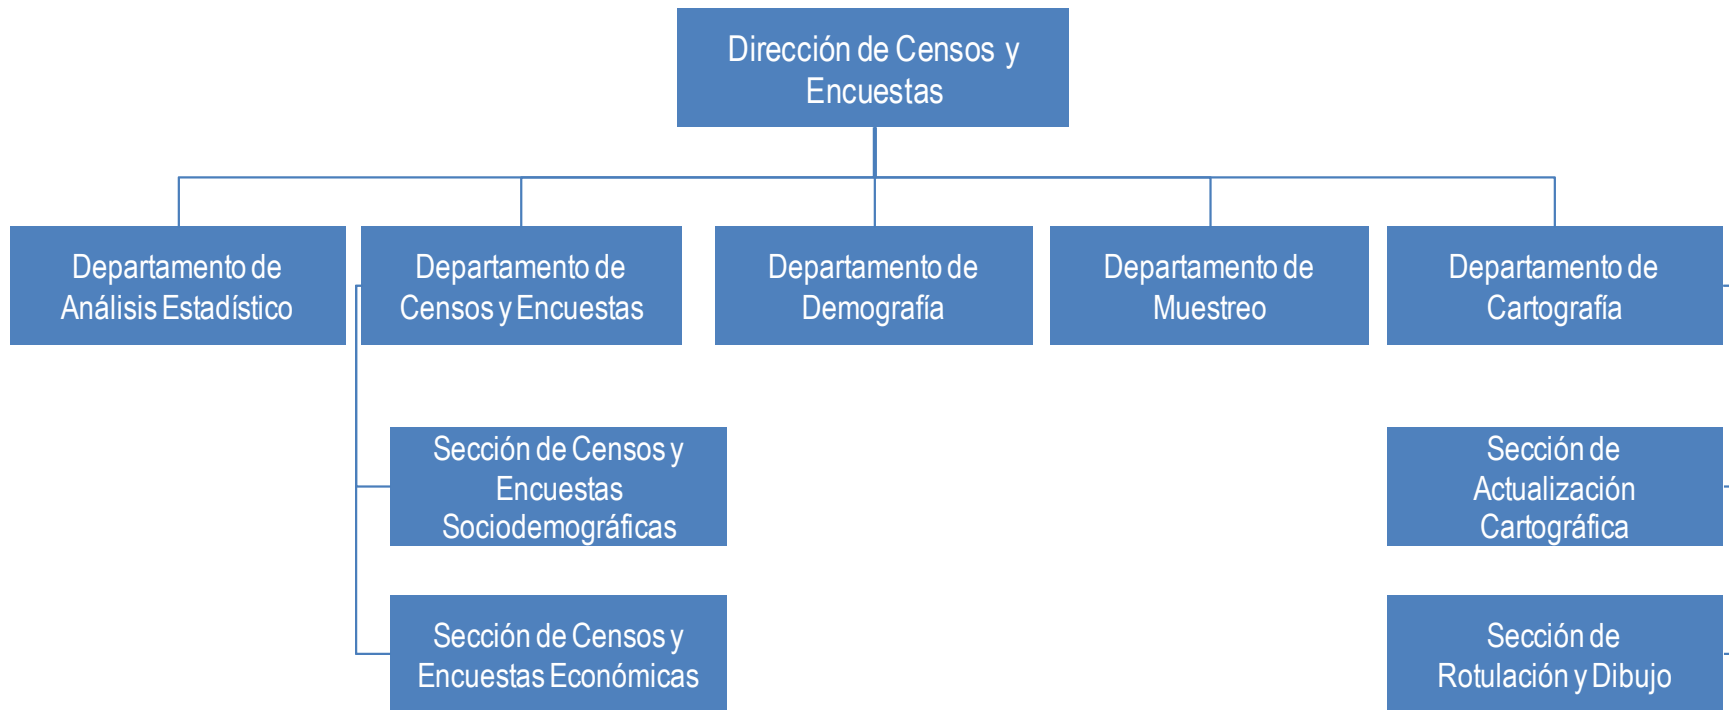 Dirección de Censos y
Encuestas
Departamento de
Análisis Estadístico
Departamento de
Censos y Encuestas
Departamento de
Demografía
Departamento de
Muestreo
Departamento de
Cartografía
Sección de Censos y
Encuestas
Sociodemográficas
Sección de
Actualización
Cartográfica
Sección de Censos y
Encuestas Económicas
Sección de
Rotulación y Dibujo